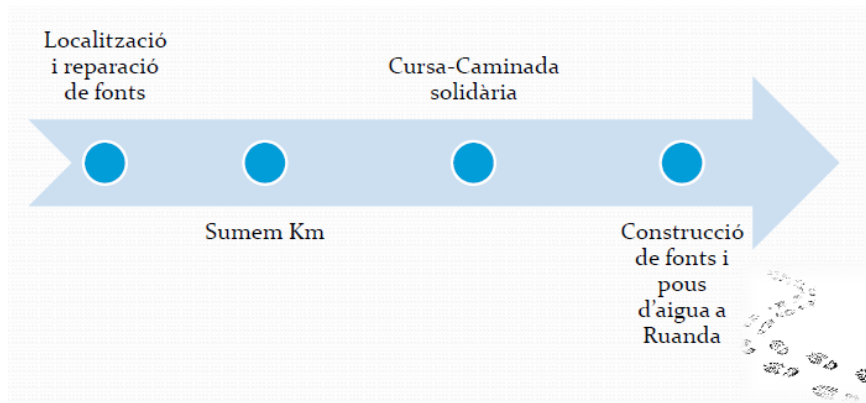 Localització
i reparació
de fonts
Sumem Km
Cursa-Caminada
solidària
Construcció
de fonts i
pous
d'aigua a
Ruanda